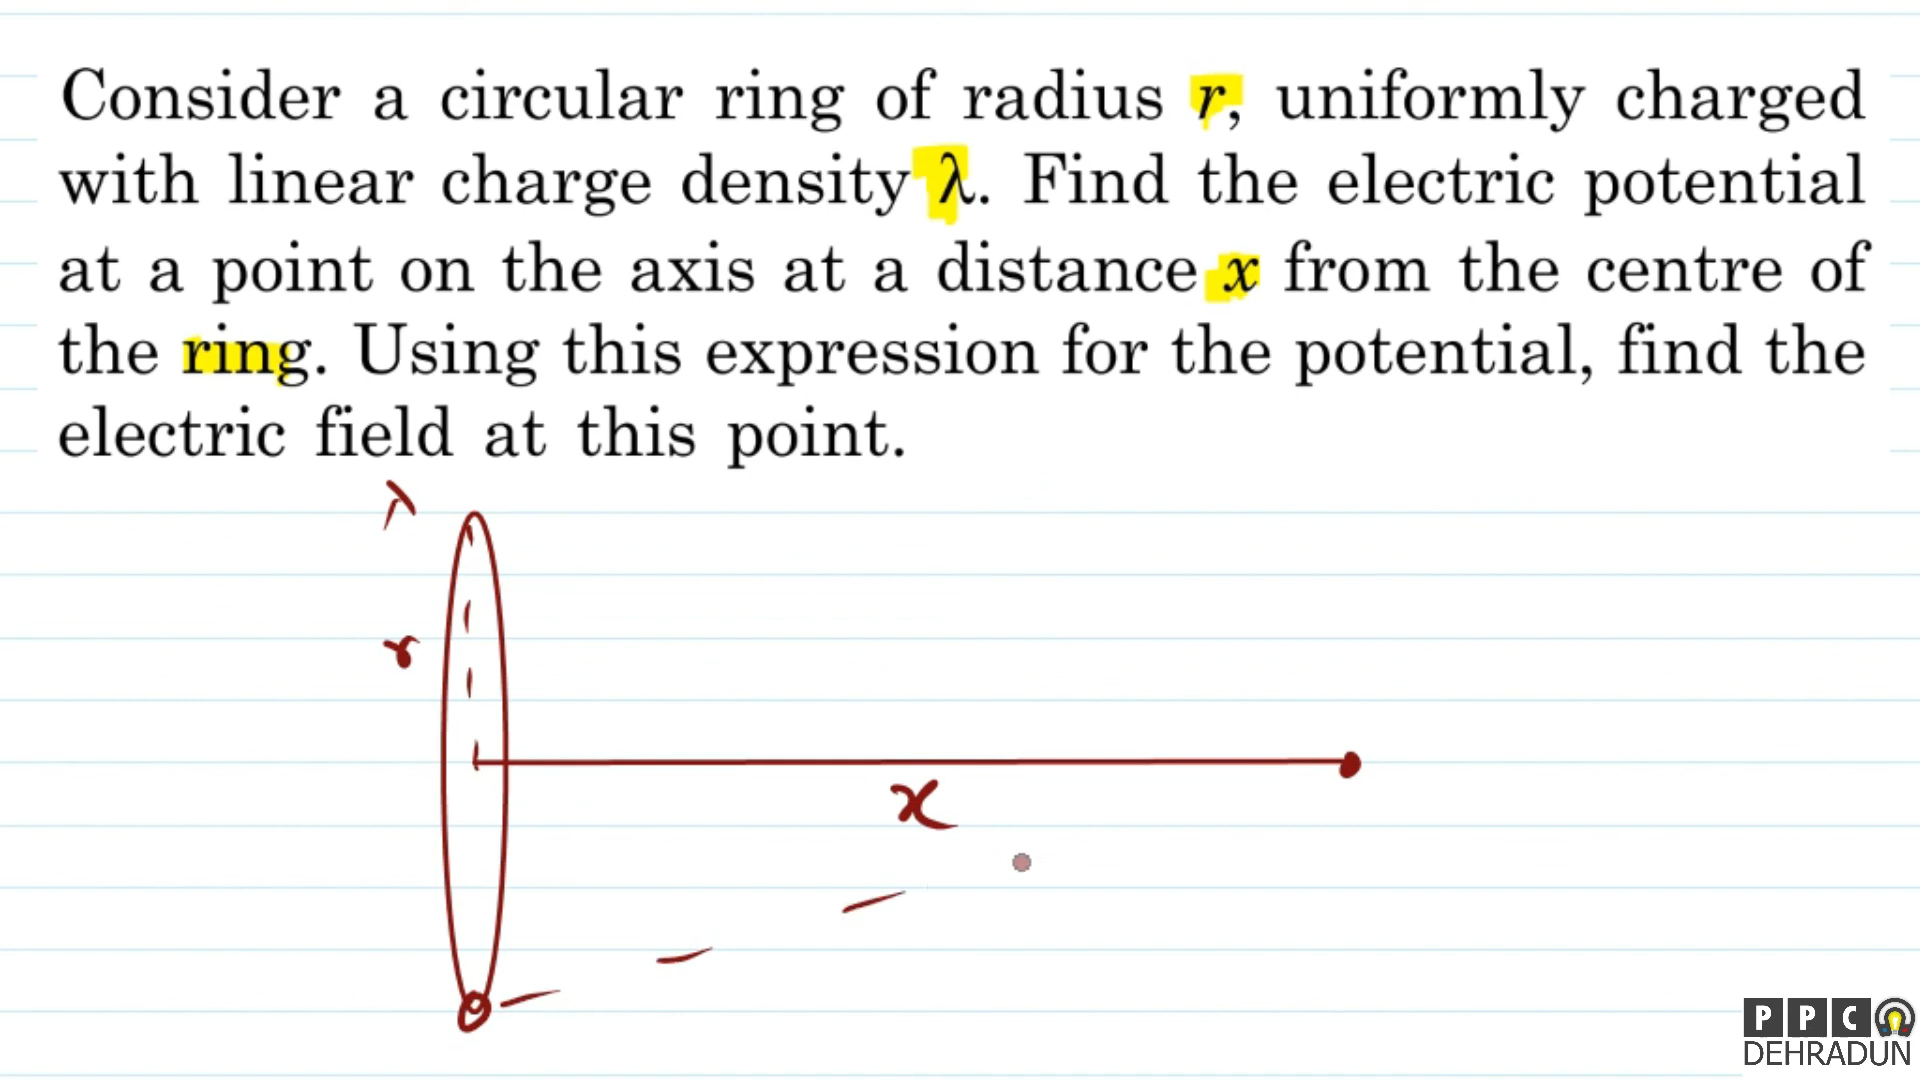 Consider a circular ring of radius r, uniformly charged
with linear charge density λ. Find the electric potential
at a point on the axis at a distance x from the centre of
the ring. Using this expression for the potential, find the
electric field at this point.
λ
r
x
PPC
DEHRADUN